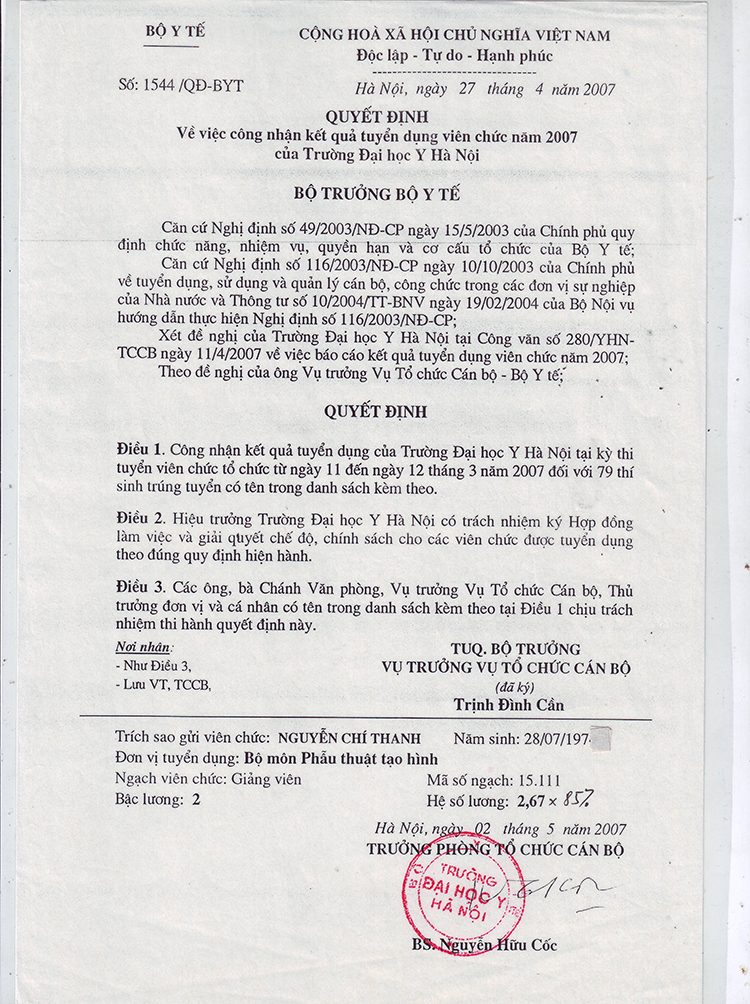 BỘ Y TẾ
CỘNG HOÀ XÃ HỘI CHỦ NGHĨA VIỆT NAM
Độc lập - Tự do - Hạnh phúc
Số: 1544 /QĐ-BYT
Hà Nội, ngày 27 tháng 4 năm 2007
QUYẾT ĐỊNH
Về việc công nhận kết quả tuyển dụng viên chức năm 2007
của Trường Đại học Y Hà Nội
BỘ TRƯỞNG BỘ Y TẾ
Căn cứ Nghị định số 49/2003/NĐ-CP ngày 15/5/2003 của Chính phủ quy
định chức năng, nhiệm vụ, quyền hạn và cơ cấu tổ chức của Bộ Y tế;
Căn cứ Nghị định số 116/2003/NĐ-CP ngày 10/10/2003 của Chính phủ
về tuyển dụng, sử dụng và quản lý cán bộ, công chức trong các đơn vị sự nghiệp
của Nhà nước và Thông tư số 10/2004/TT-BNV ngày 19/02/2004 của Bộ Nội vụ
hướng dẫn thực hiện Nghị định số 116/2003/NĐ-CP;
Xét đề nghị của Trường Đại học Y Hà Nội tại Công văn số 280/YHN-
TCCB ngày 11/4/2007 về việc báo cáo kết quả tuyển dụng viên chức năm 2007;
Theo đề nghị của ông Vụ trưởng Vụ Tổ chức Cán bộ - Bộ Y tế;
QUYẾT ĐỊNH
Điều 1. Công nhận kết quả tuyển dụng của Trường Đại học Y Hà Nội tại kỳ thi
tuyển viên chức tổ chức từ ngày 11 đến ngày 12 tháng 3 năm 2007 đối với 79 thí
sinh trúng tuyển có tên trong danh sách kèm theo.
Điều 2. Hiệu trưởng Trường Đại học Y Hà Nội có trách nhiệm ký Hợp đồng
làm việc và giải quyết chế độ, chính sách cho các viên chức được tuyển dụng
theo đúng quy định hiện hành.
Điều 3. Các ông, bà Chánh Văn phòng, Vụ trưởng Vụ Tổ chức Cán bộ, Thủ
trưởng đơn vị và cá nhân có tên trong danh sách kèm theo tại Điều 1 chịu trách
nhiệm thi hành quyết định này.
Nơi nhận:
- Như Điều 3,
- Lưu VT, TCCB,
TUQ. BỘ TRƯỞNG
VỤ TRƯỞNG VỤ TỔ CHỨC CÁN BỘ
(đã ký)
Trịnh Đình Cần
Trích sao gửi viên chức: NGUYỄN CHÍ THANH Năm sinh: 28/07/197
Đơn vị tuyển dụng: Bộ môn Phẫu thuật tạo hình
Ngạch viên chức: Giảng viên Mã số ngạch: 15.111
Bậc lương: 2 Hệ số lương: 2,67 × 85%
Hà Nội, ngày 02 tháng 5 năm 2007
TRƯỞNG PHÒNG TỔ CHỨC CÁN BỘ
TRƯỜNG
ĐẠI HỌC Y
HÀ NỘI
BS. Nguyễn Hữu Cốc